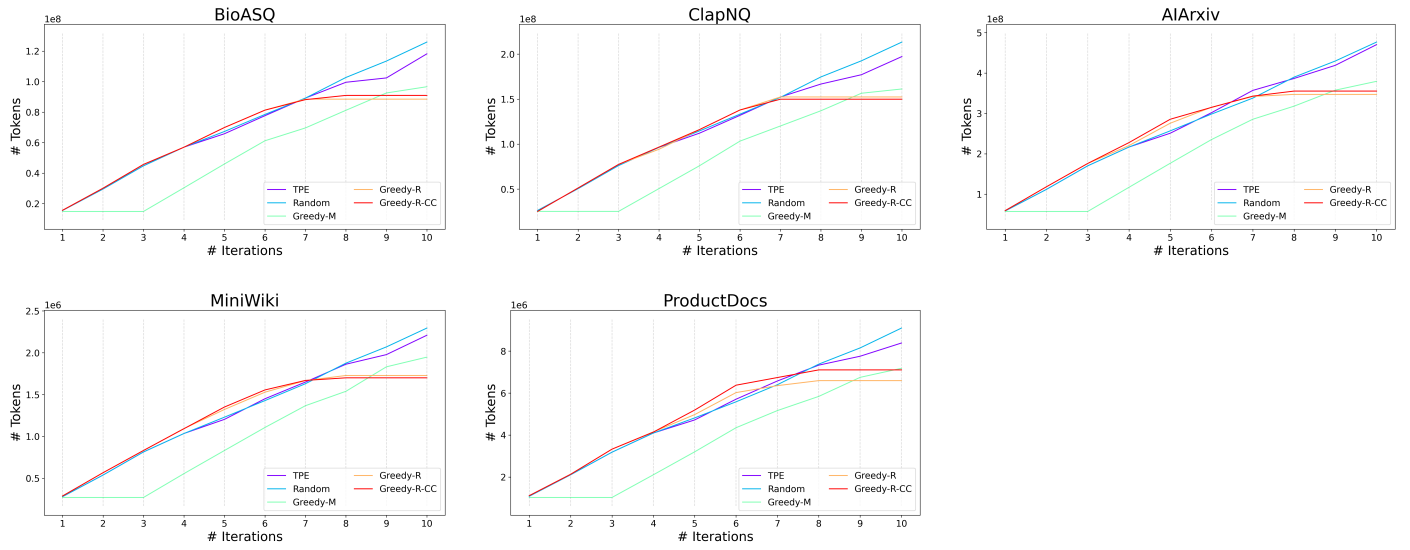 BioASQ
1e8
# Tokens
1.2
1.0
0.8
0.6
0.4
0.2
TPE
Random
Greedy-M
Greedy-R
Greedy-R-CC
1 2 3 4 5 6 7 8 9 10
# Iterations
ClapNQ
1e8
# Tokens
2.0
1.5
1.0
0.5
TPE
Random
Greedy-M
Greedy-R
Greedy-R-CC
1 2 3 4 5 6 7 8 9 10
# Iterations
AIArxiv
1e8
# Tokens
5
4
3
2
1
TPE
Random
Greedy-M
Greedy-R
Greedy-R-CC
1 2 3 4 5 6 7 8 9 10
# Iterations
MiniWiki
1e6
# Tokens
2.5
2.0
1.5
1.0
0.5
TPE
Random
Greedy-M
Greedy-R
Greedy-R-CC
1 2 3 4 5 6 7 8 9 10
# Iterations
ProductDocs
1e6
# Tokens
8
6
4
2
TPE
Random
Greedy-M
Greedy-R
Greedy-R-CC
1 2 3 4 5 6 7 8 9 10
# Iterations